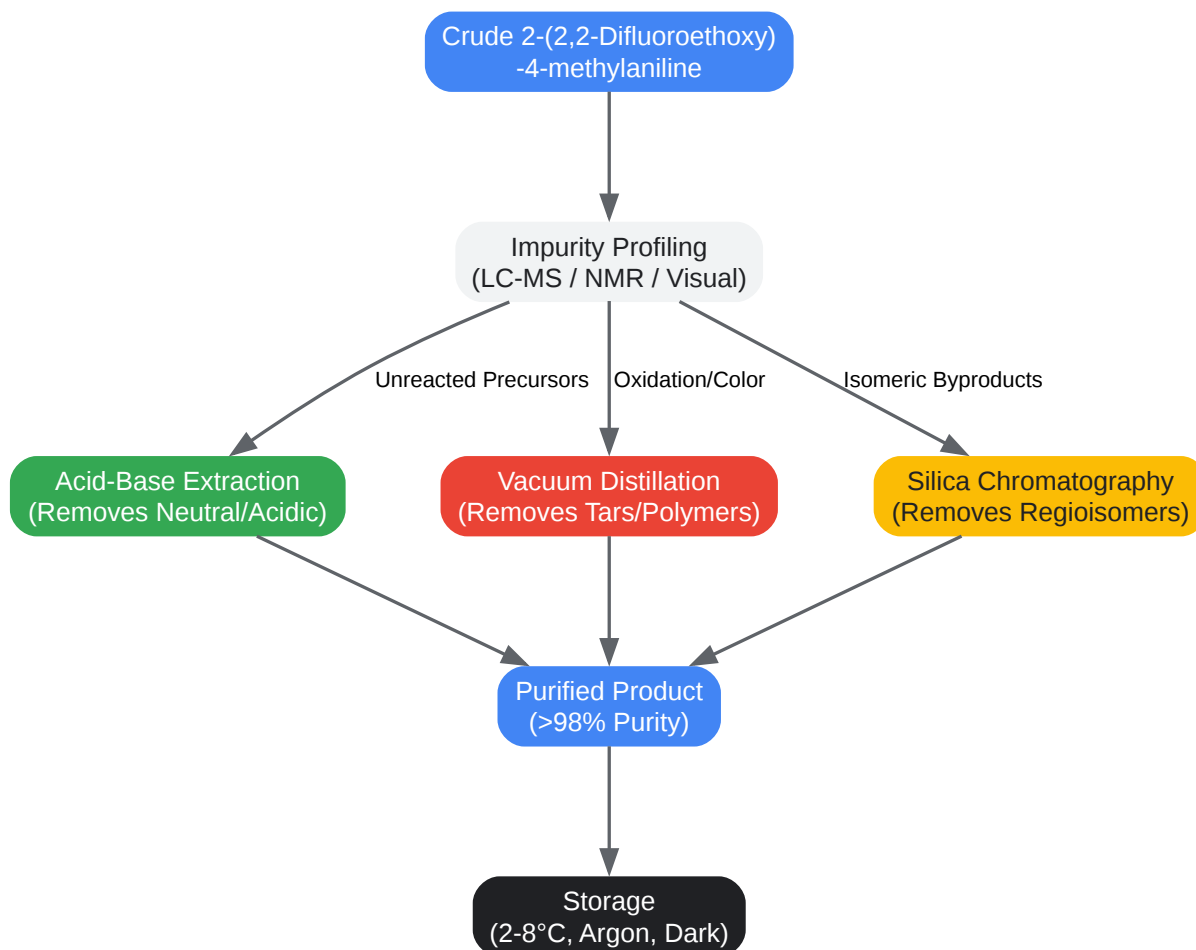 Crude 2-(2,2-Difluoroethoxy)
-4-methylaniline
Impurity Profiling
(LC-MS / NMR / Visual)
Unreacted Precursors
Oxidation/Color
Isomeric Byproducts
Acid-Base Extraction
(Removes Neutral/Acidic)
Vacuum Distillation
(Removes Tars/Polymers)
Silica Chromatography
(Removes Regioisomers)
Purified Product
(>98% Purity)
Storage
(2-8°C, Argon, Dark)